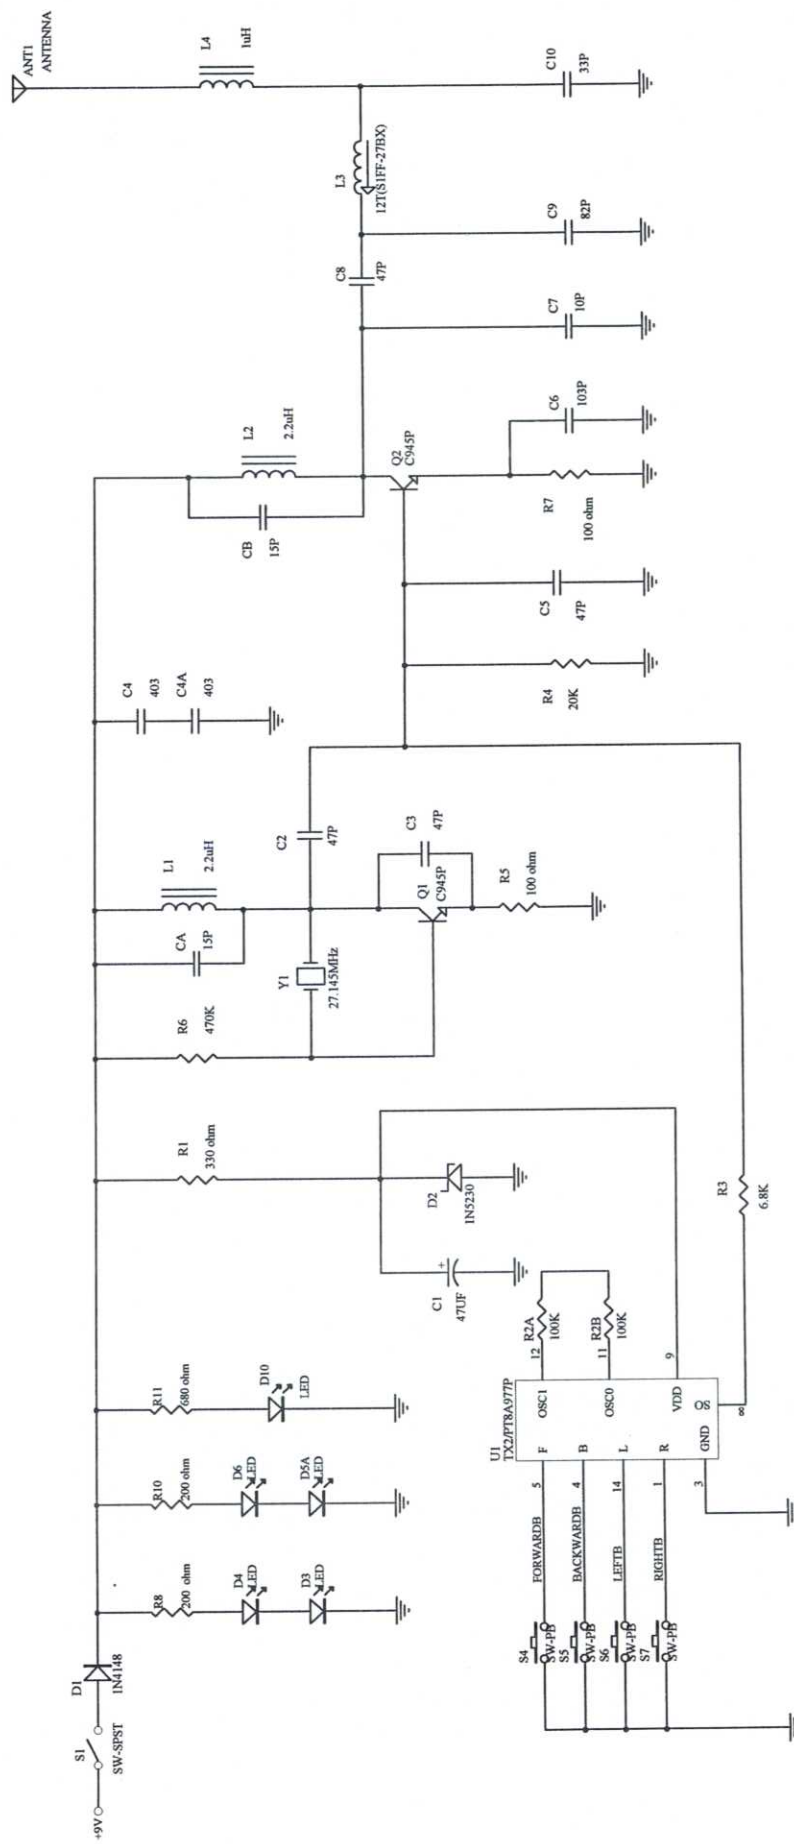 +9V
S1
SW-SPST
D1
1N4148
R8
200 ohm
D4
LED
D3
LED
R10
200 ohm
D6
LED
D5A
LED
R11
680 ohm
D10
LED
R1
330 ohm
C1
+
47UF
D2
1N5230
R6
470K
CA
15P
L1
2.2uH
Y1
27.145MHz
Q1
C945P
C3
47P
R5
100 ohm
C2
47P
C4
403
C4A
403
R4
20K
C5
47P
CB
15P
L2
2.2uH
Q2
C945P
R7
100 ohm
C6
103P
C7
10P
C8
47P
C9
82P
L3
12T(S1FF-27BX)
ANT1
ANTENNA
L4
1uH
C10
33P
S4
SW-PB
S5
SW-PB
S6
SW-PB
S7
SW-PB
FORWARDB
BACKWARDB
LEFTB
RIGHTB
5
4
14
1
3
U1
TX2/PT8A977P
F
B
L
R
GND
OSC1
OSC0
VDD
SO
12
11
9
8
R2A
100K
R2B
100K
R3
6.8K